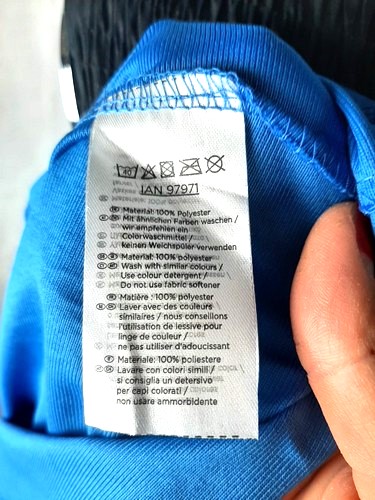 IAN 97971
Material: 100% Polyester
Mit ähnlichen Farben waschen /
wir empfehlen ein
Colorwaschmittel /
keinen Weichspüler verwenden
Material: 100% polyester
Wash with similar colours /
Use colour detergent /
Do not use fabric softener
Matière : 100% polyester
Laver avec des couleurs
similaires / nous conseillons
l'utilisation de lessive pour
linge de couleur /
ne pas utiliser d'adoucissant
Materiale: 100% poliestere
Lavare con colori simili /
si consiglia un detersivo
per capi colorati /
non usare ammorbidente